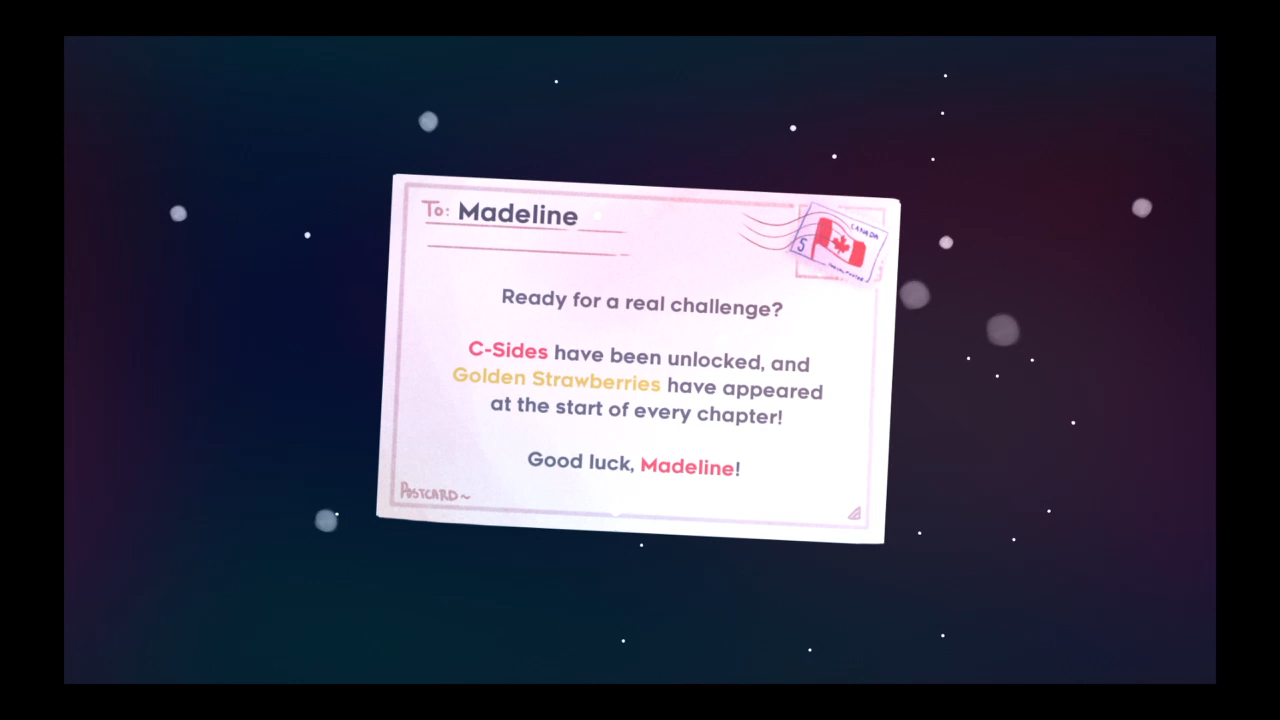 To: Madeline
CANADA
5
Ready for a real challenge?
C-Sides have been unlocked, and
Golden Strawberries have appeared
at the start of every chapter!
Good luck, Madeline!
POSTCARD~